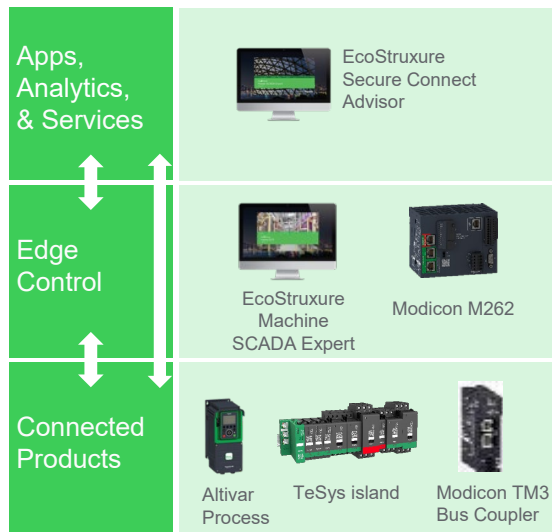 Apps,
Analytics,
& Services
EcoStruxure
Secure Connect
Advisor
Edge
Control
EcoStruxure
Machine
SCADA Expert
Modicon M262
Connected
Products
Altivar
Process
TeSys island
Modicon TM3
Bus Coupler